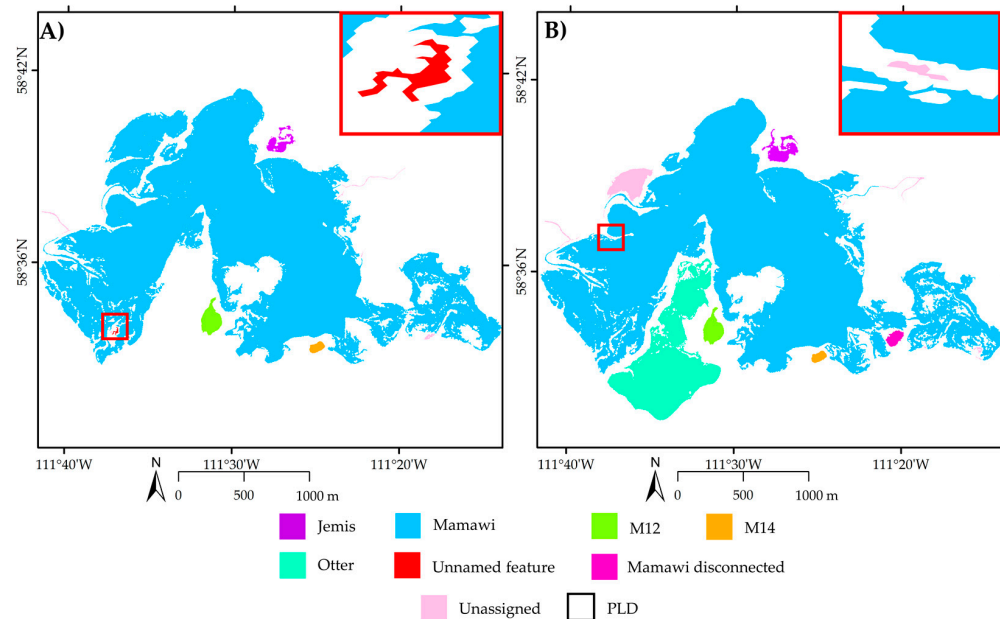 A)
B)
58°42'N
58°36'N
58°42'N
58°36'N
111°40'W 111°30'W 111°20'W
111°40'W 111°30'W 111°20'W
N
0 500 1000 m
N
0 500 1000 m
Jemis Mamawi M12 M14
Otter Unnamed feature Mamawi disconnected
Unassigned PLD